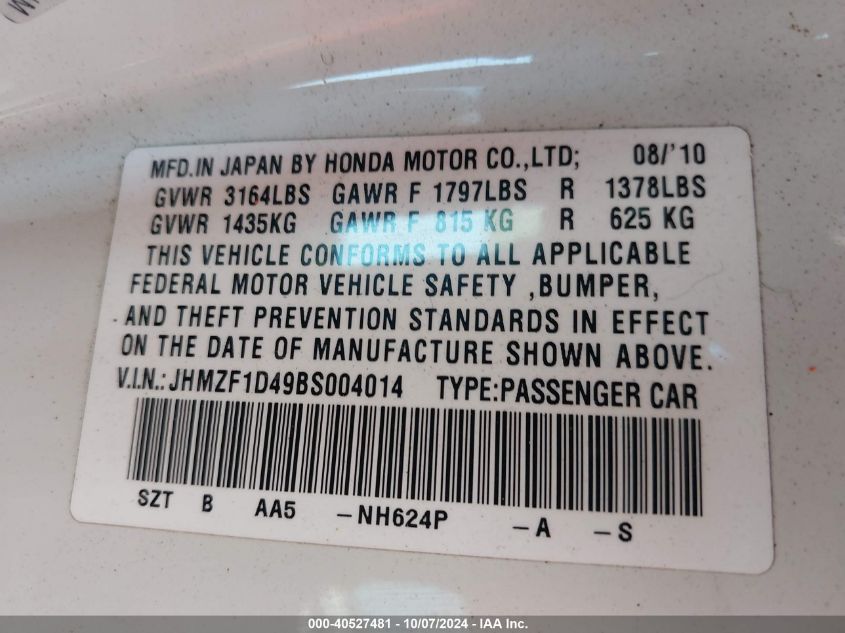 MFD.IN JAPAN BY HONDA MOTOR CO.,LTD; 08/'10
GVWR 3164LBS GAWR F 1797LBS R 1378LBS
GVWR 1435KG GAWR F 815 KG R 625 KG
THIS VEHICLE CONFORMS TO ALL APPLICABLE
FEDERAL MOTOR VEHICLE SAFETY ,BUMPER,
AND THEFT PREVENTION STANDARDS IN EFFECT
ON THE DATE OF MANUFACTURE SHOWN ABOVE.
V.I.N.:JHMZF1D49BS004014 TYPE:PASSENGER CAR
SZT B AA5 -NH624P -A -S
000-40527481 - 10/07/2024 - IAA Inc.